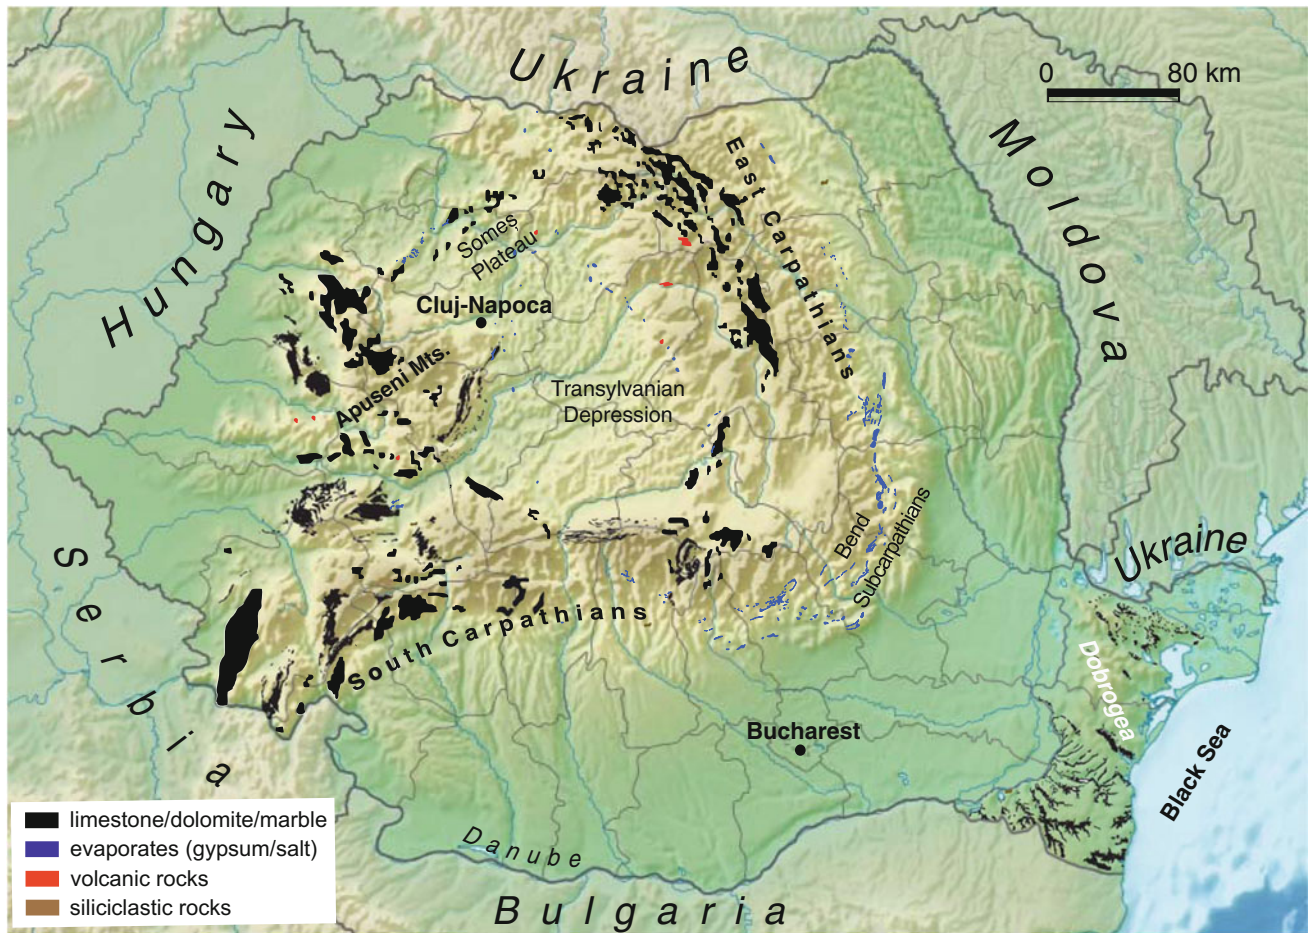 Ukraine
0 80 km
Hungary
Moldova
East Carpathians
Somes
Plateau
Cluj-Napoca
Apuseni Mts.
Transylvanian
Depression
Bend
Subcarpathians
Ukraine
Serbia
South Carpathians
Dobrogea
Bucharest
Black Sea
limestone/dolomite/marble
evaporates (gypsum/salt)
volcanic rocks
siliciclastic rocks
Danube
Bulgaria